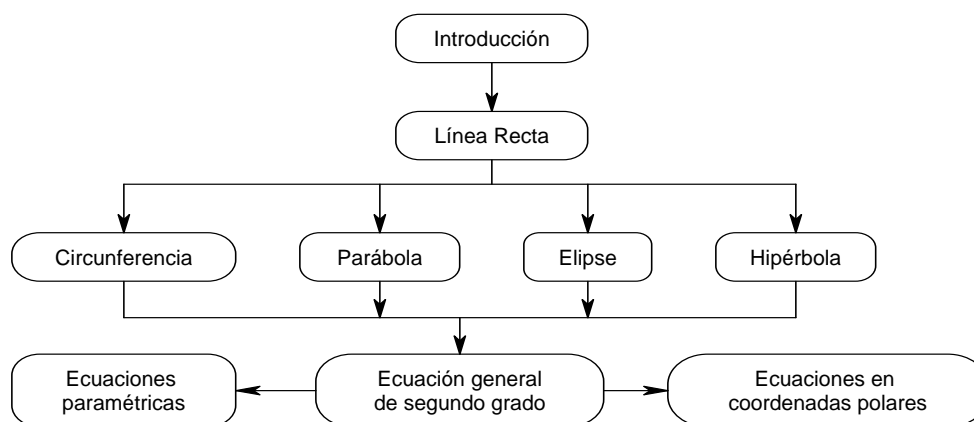 Introducción
Línea Recta
Circunferencia
Parábola
Elipse
Hipérbola
Ecuaciones
paramétricas
Ecuación general
de segundo grado
Ecuaciones en
coordenadas polares